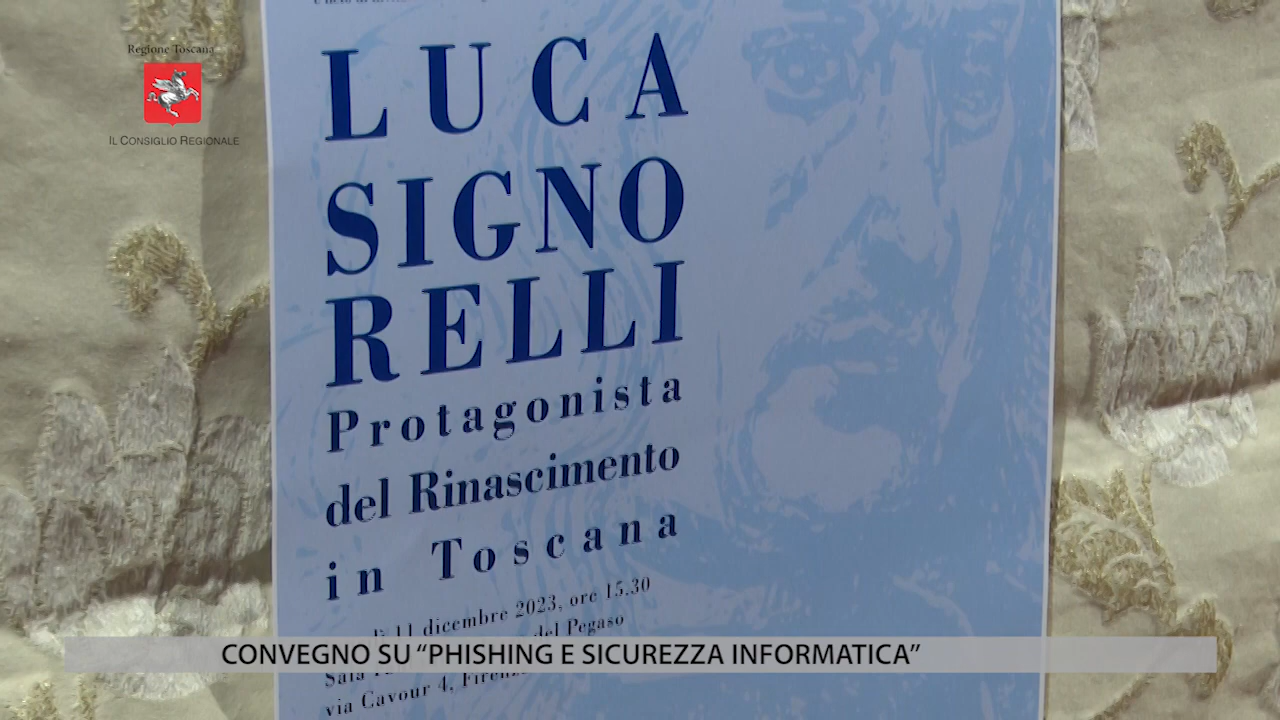 Regione Toscana
IL CONSIGLIO REGIONALE
LUCA
SIGNO
RELLI
Protagonista
del Rinascimento
in Toscana
11 dicembre 2023, ore 15.30
del Pegaso
via Cavour 4,
CONVEGNO SU “PHISHING E SICUREZZA INFORMATICA”